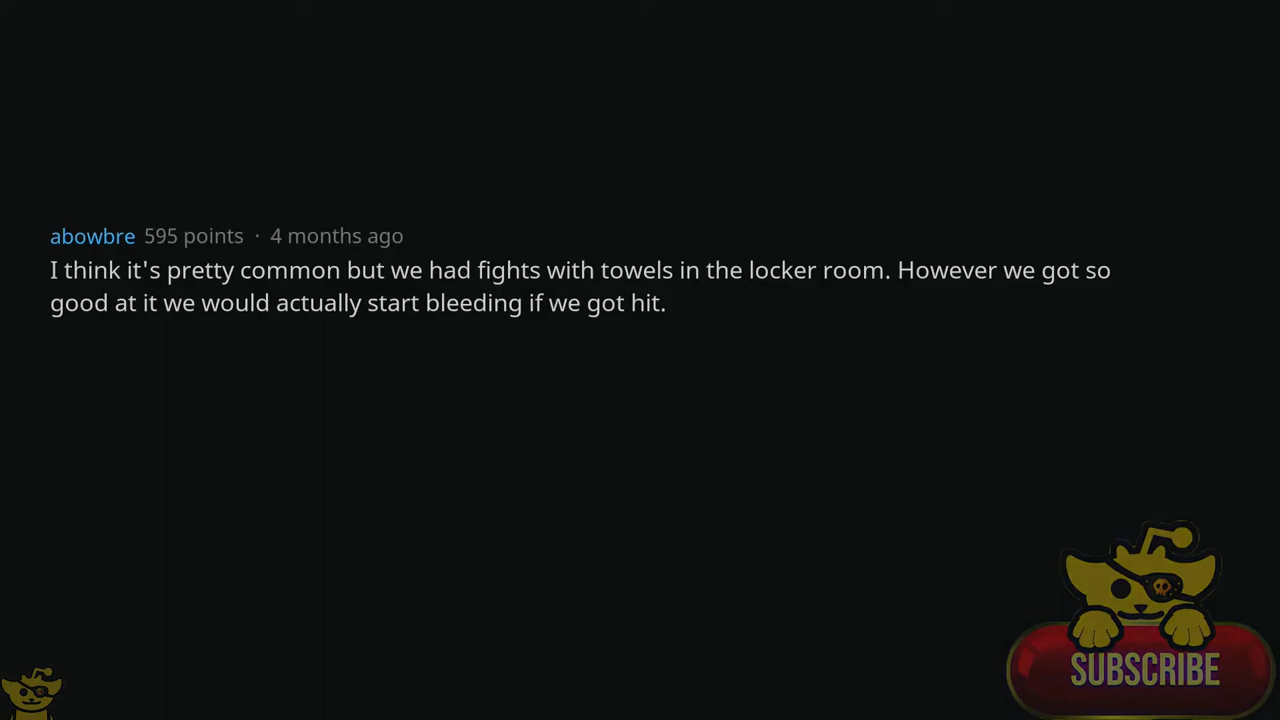 abowbre 595 points · 4 months ago
I think it's pretty common but we had fights with towels in the locker room. However we got so
good at it we would actually start bleeding if we got hit.
SUBSCRIBE